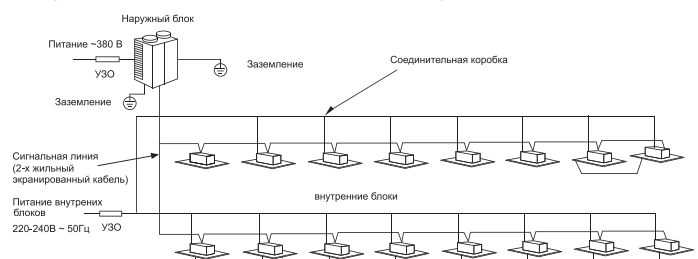 Наружный блок
Питание ~380 В
УЗО
Заземление
Соединительная коробка
Заземление
Сигнальная линия
(2-х жильный
экранированный кабель)
внутренние блоки
Питание внутрених
блоков
220-240В ~ 50Гц
УЗО